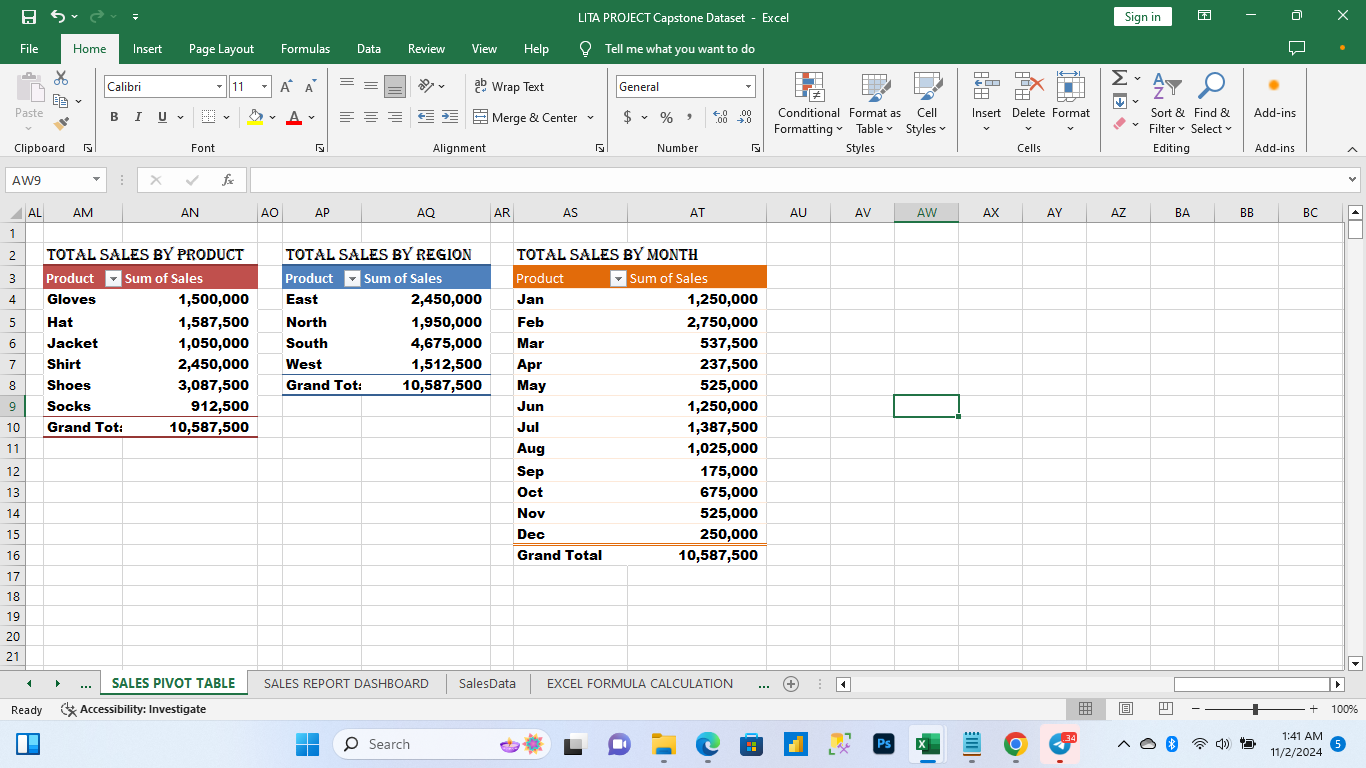 LITA PROJECT Capstone Dataset - Excel
Sign in
File Home Insert Page Layout Formulas Data Review View Help Tell me what you want to do
Paste
Calibri 11
Wrap Text
General
Conditional Formatting
Format as Table
Cell Styles
Insert Delete Format
Sort & Filter
Find & Select
Add-ins
B I U
Merge & Center
$ % ,
Clipboard Font Alignment Number Styles Cells Editing Add-ins
AW9 fx
AL AM AN AO AP AQ AR AS AT AU AV AW AX AY AZ BA BB BC
1
2 TOTAL SALES BY PRODUCT TOTAL SALES BY REGION TOTAL SALES BY MONTH
3 Product Sum of Sales Product Sum of Sales Product Sum of Sales
4 Gloves 1,500,000 East 2,450,000 Jan 1,250,000
5 Hat 1,587,500 North 1,950,000 Feb 2,750,000
6 Jacket 1,050,000 South 4,675,000 Mar 537,500
7 Shirt 2,450,000 West 1,512,500 Apr 237,500
8 Shoes 3,087,500 Grand Tota 10,587,500 May 525,000
9 Socks 912,500 Jun 1,250,000
10 Grand Tota 10,587,500 Jul 1,387,500
11 Aug 1,025,000
12 Sep 175,000
13 Oct 675,000
14 Nov 525,000
15 Dec 250,000
16 Grand Total 10,587,500
17
18
19
20
21
... SALES PIVOT TABLE SALES REPORT DASHBOARD SalesData EXCEL FORMULA CALCULATION ...
Ready Accessibility: Investigate 100%
Search
Ps
34
1:41 AM
11/2/2024
5